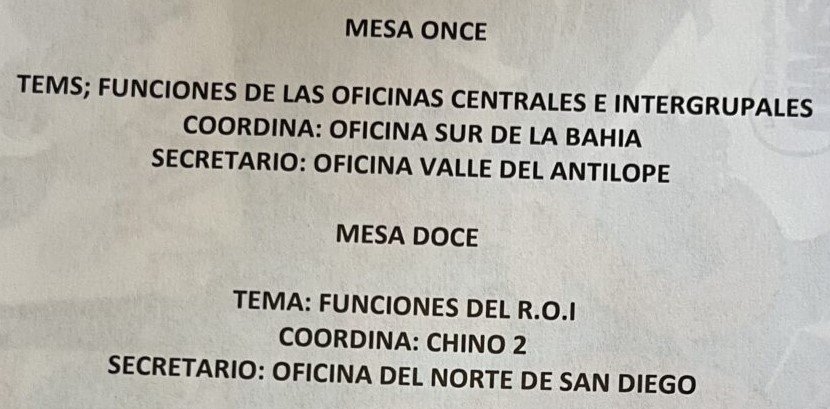 MESA ONCE
TEMS; FUNCIONES DE LAS OFICINAS CENTRALES E INTERGRUPALES
COORDINA: OFICINA SUR DE LA BAHIA
SECRETARIO: OFICINA VALLE DEL ANTILOPE
MESA DOCE
TEMA: FUNCIONES DEL R.O.I
COORDINA: CHINO 2
SECRETARIO: OFICINA DEL NORTE DE SAN DIEGO